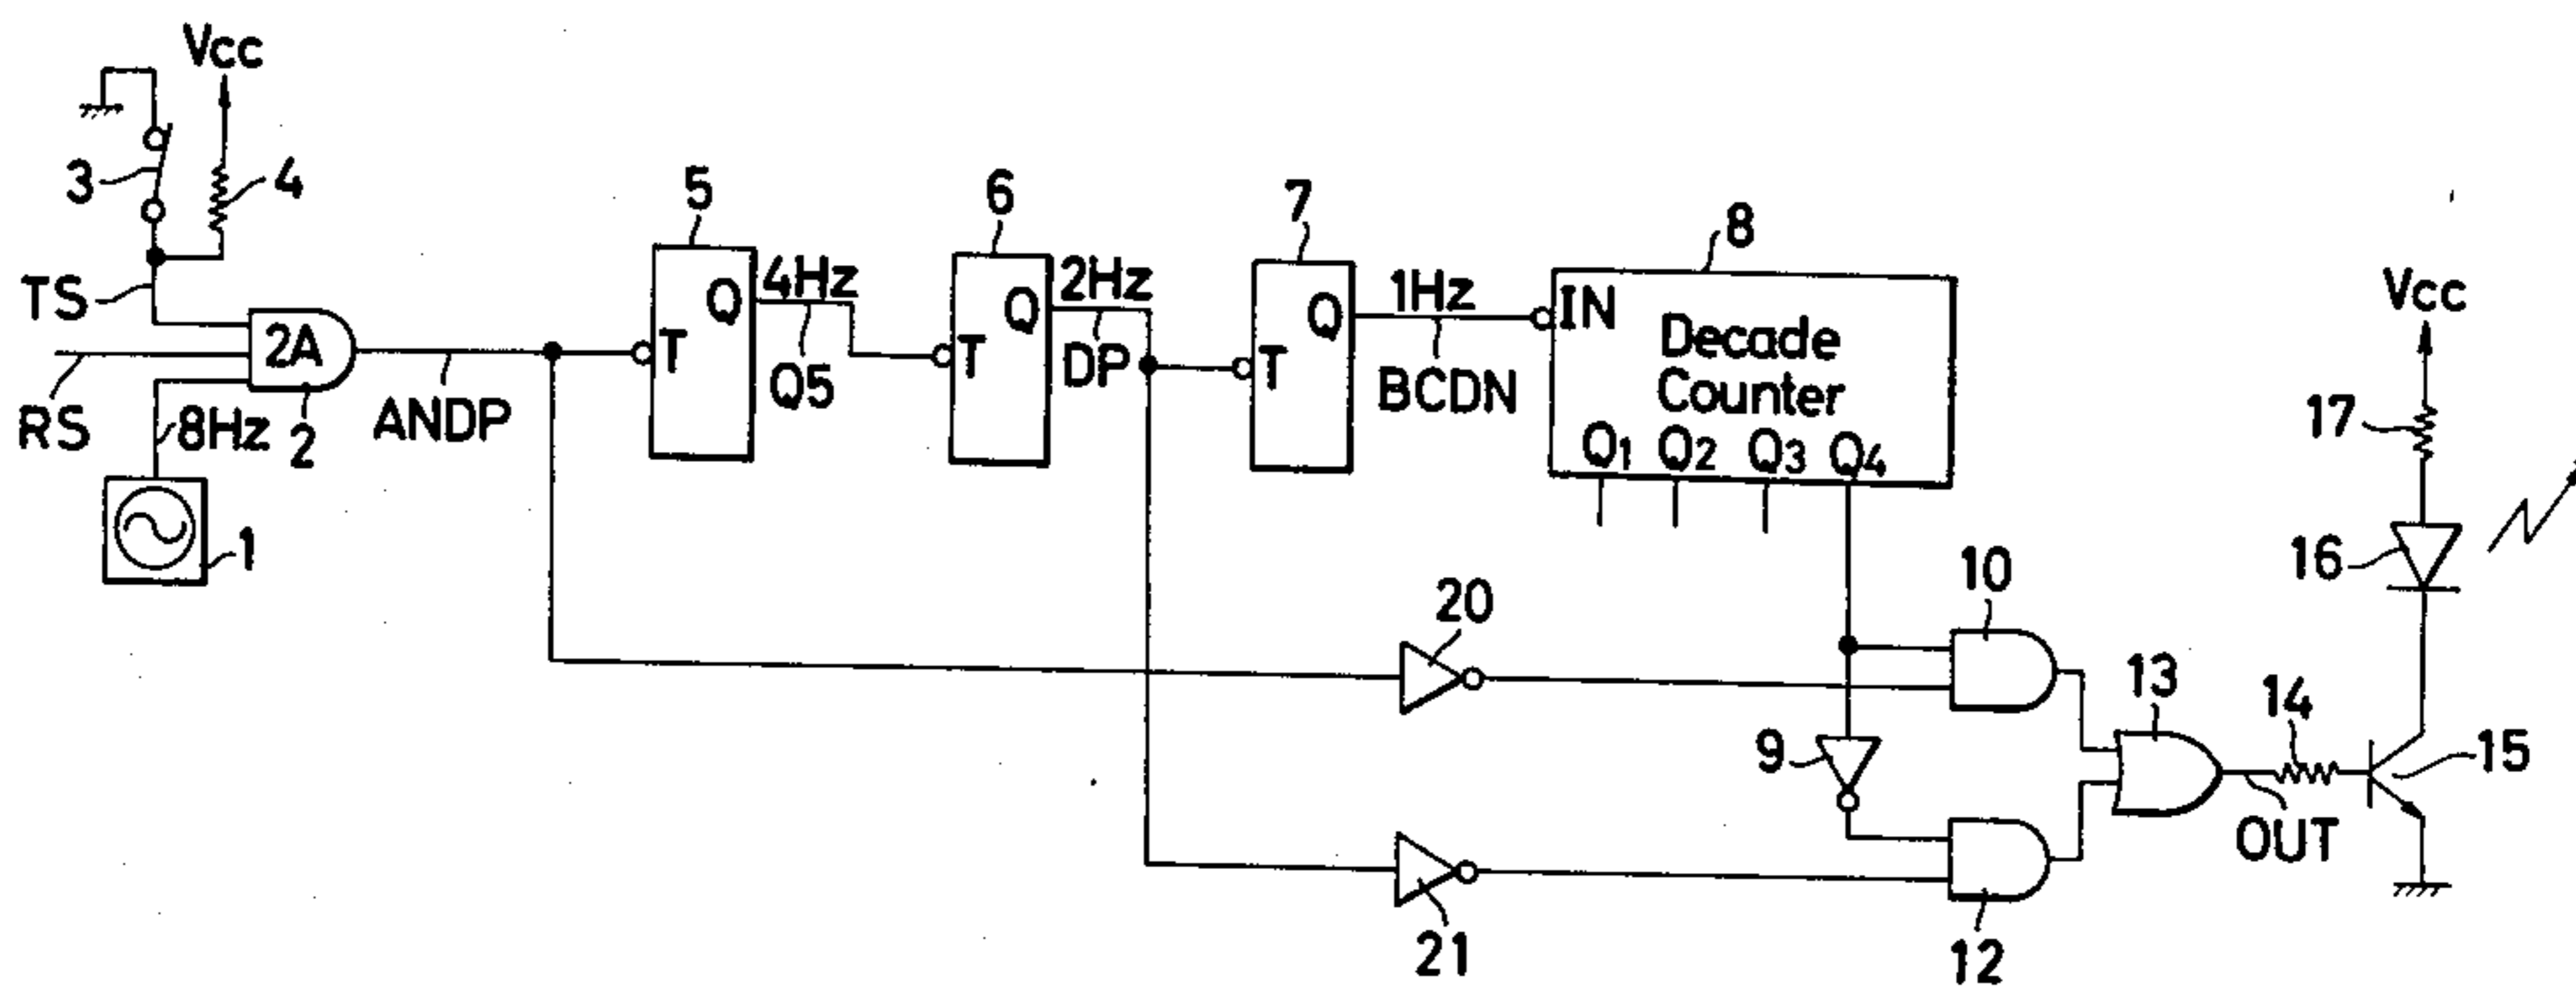 Vcc
3
4
TS
2A
RS
8Hz
2
ANDP
1
5
T
Q
4Hz
Q5
6
T
Q
2Hz
DP
7
T
Q
1Hz
BCDN
8
IN
Decade
Counter
Q1 Q2 Q3 Q4
20
21
9
10
12
13
14
OUT
15
16
17
Vcc